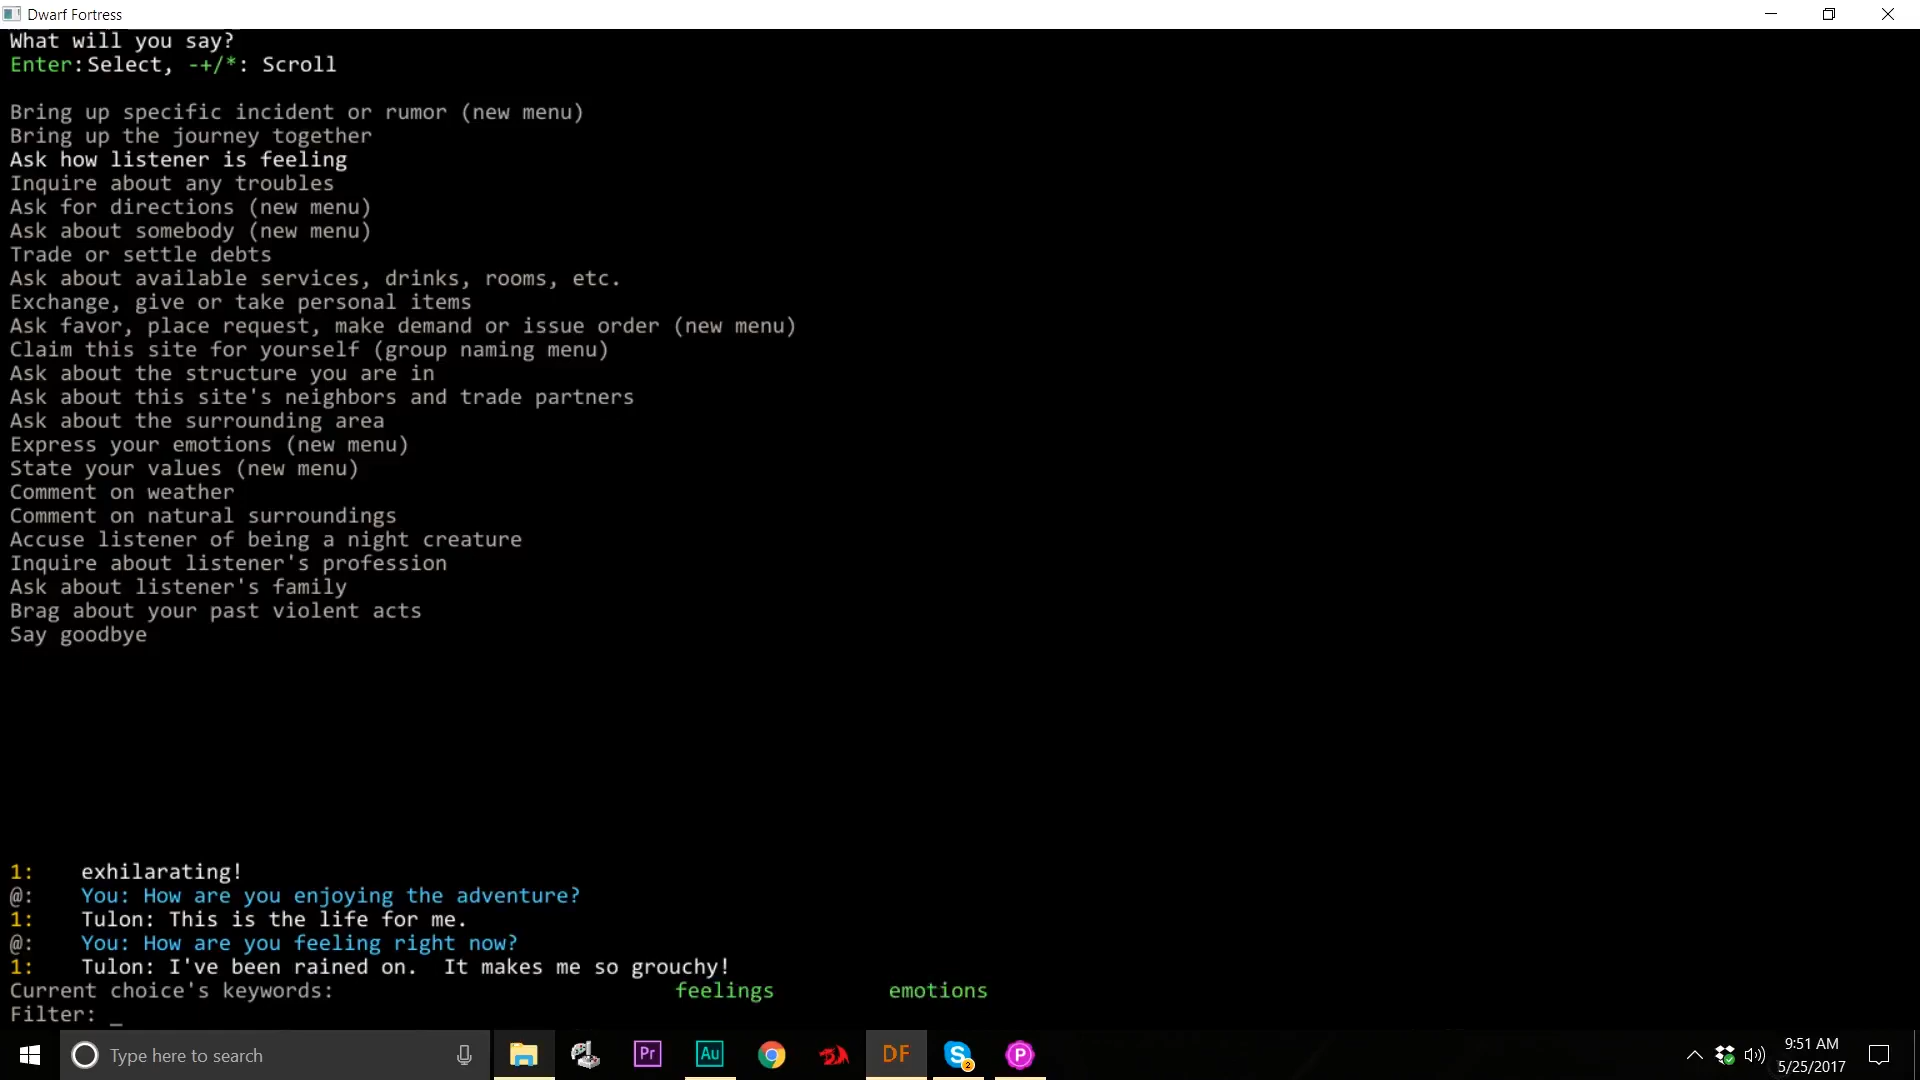 Dwarf Fortress
What will you say?
Enter:Select, -+/*: Scroll
Bring up specific incident or rumor (new menu)
Bring up the journey together
Ask how listener is feeling
Inquire about any troubles
Ask for directions (new menu)
Ask about somebody (new menu)
Trade or settle debts
Ask about available services, drinks, rooms, etc.
Exchange, give or take personal items
Ask favor, place request, make demand or issue order (new menu)
Claim this site for yourself (group naming menu)
Ask about the structure you are in
Ask about this site's neighbors and trade partners
Ask about the surrounding area
Express your emotions (new menu)
State your values (new menu)
Comment on weather
Comment on natural surroundings
Accuse listener of being a night creature
Inquire about listener's profession
Ask about listener's family
Brag about your past violent acts
Say goodbye
1: exhilarating!
@: You: How are you enjoying the adventure?
1: Tulon: This is the life for me.
@: You: How are you feeling right now?
1: Tulon: I've been rained on.  It makes me so grouchy!
Current choice's keywords: feelings emotions
Filter: _
Type here to search Pr Au DF S 2 P 9:51 AM
5/25/2017